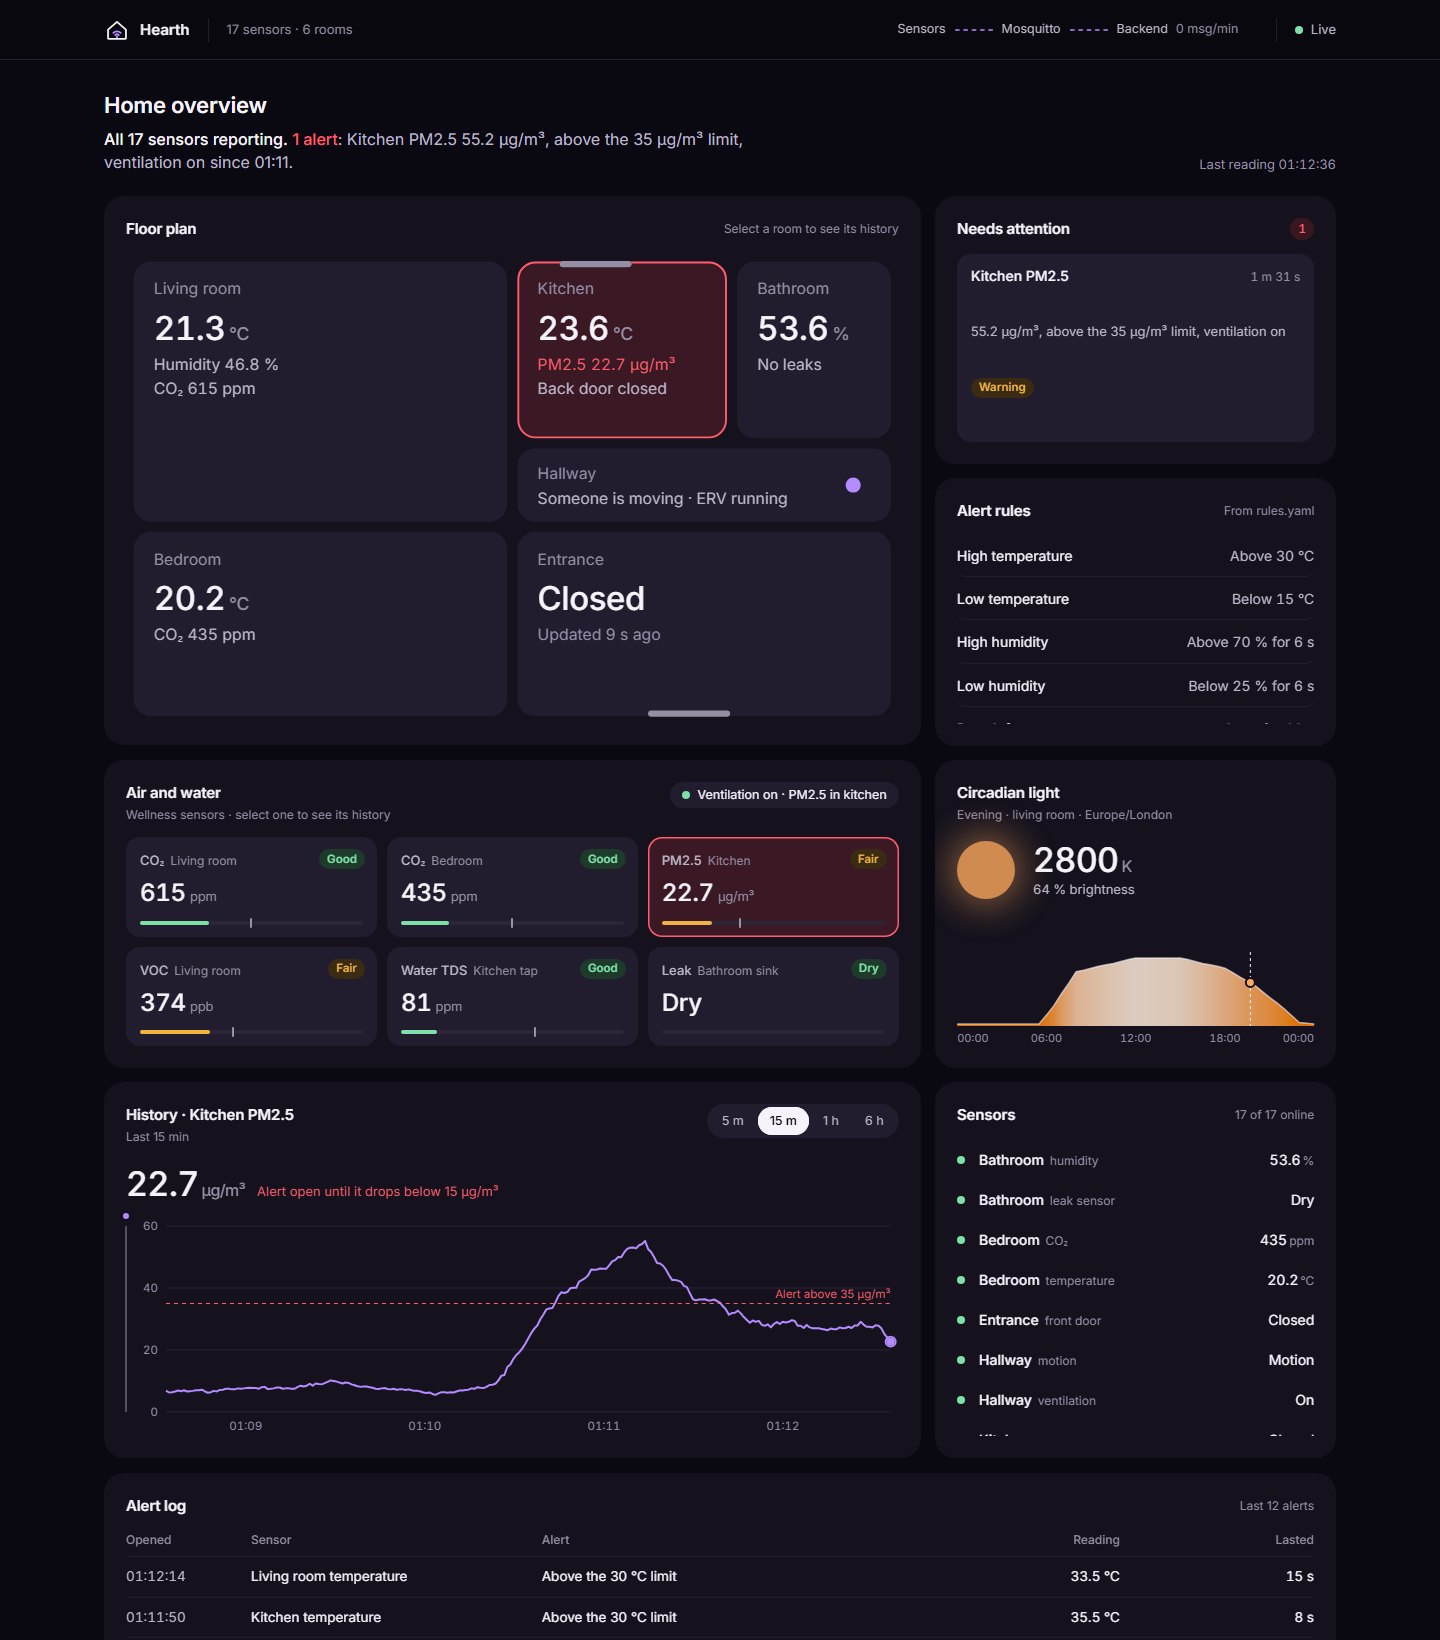 Hearth
17 sensors · 6 rooms
Sensors Mosquitto Backend 0 msg/min
Live
Home overview
All 17 sensors reporting. 1 alert: Kitchen PM2.5 55.2 µg/m³, above the 35 µg/m³ limit,
ventilation on since 01:11.
Last reading 01:12:36
Floor plan
Select a room to see its history
Living room
21.3 °C
Humidity 46.8 %
CO₂ 615 ppm
Kitchen
23.6 °C
PM2.5 22.7 µg/m³
Back door closed
Bathroom
53.6 %
No leaks
Hallway
Someone is moving · ERV running
Bedroom
20.2 °C
CO₂ 435 ppm
Entrance
Closed
Updated 9 s ago
Needs attention
1
Kitchen PM2.5
1 m 31 s
55.2 µg/m³, above the 35 µg/m³ limit, ventilation on
Warning
Alert rules
From rules.yaml
High temperature Above 30 °C
Low temperature Below 15 °C
High humidity Above 70 % for 6 s
Low humidity Below 25 % for 6 s
Air and water
Wellness sensors · select one to see its history
Ventilation on · PM2.5 in kitchen
CO₂ Living room Good
615 ppm
CO₂ Bedroom Good
435 ppm
PM2.5 Kitchen Fair
22.7 µg/m³
VOC Living room Fair
374 ppb
Water TDS Kitchen tap Good
81 ppm
Leak Bathroom sink Dry
Dry
Circadian light
Evening · living room · Europe/London
2800 K
64 % brightness
00:00 06:00 12:00 18:00 00:00
History · Kitchen PM2.5
Last 15 min
5 m 15 m 1 h 6 h
22.7 µg/m³ Alert open until it drops below 15 µg/m³
60
40
Alert above 35 µg/m³
20
0
01:09 01:10 01:11 01:12
Sensors
17 of 17 online
Bathroom humidity 53.6 %
Bathroom leak sensor Dry
Bedroom CO₂ 435 ppm
Bedroom temperature 20.2 °C
Entrance front door Closed
Hallway motion Motion
Hallway ventilation On
Alert log
Last 12 alerts
Opened Sensor Alert Reading Lasted
01:12:14 Living room temperature Above the 30 °C limit 33.5 °C 15 s
01:11:50 Kitchen temperature Above the 30 °C limit 35.5 °C 8 s